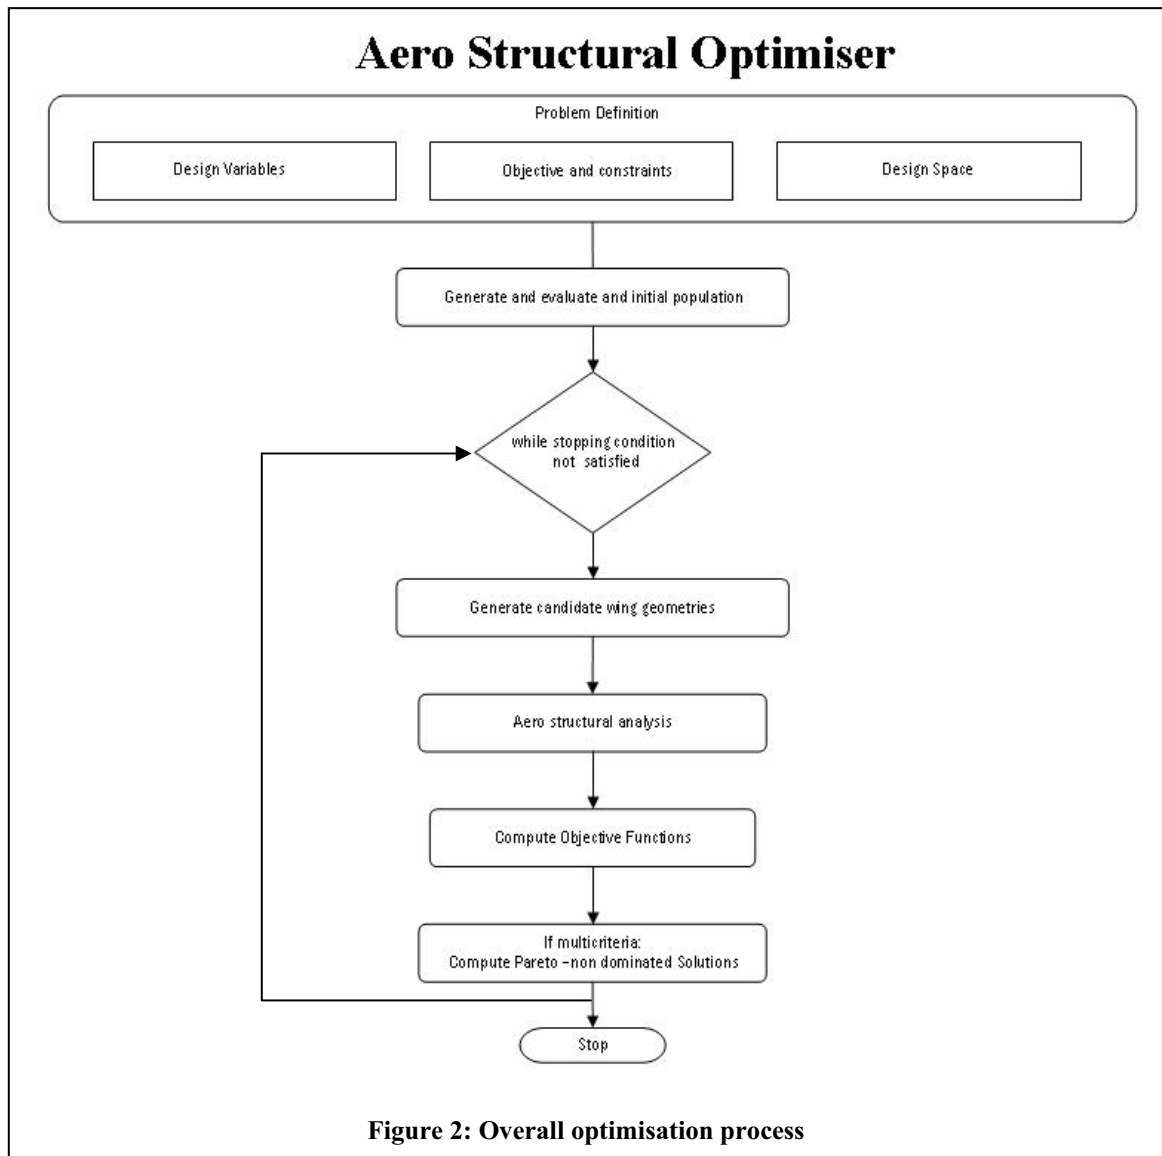 Aero Structural Optimiser
Problem Definition
Design Variables
Objective and constraints
Design Space
Generate and evaluate and initial population
while stopping condition
not satisfied
Generate candidate wing geometries
Aero structural analysis
Compute Objective Functions
If multicriteria:
Compute Pareto –non dominated Solutions
Stop
Figure 2: Overall optimisation process